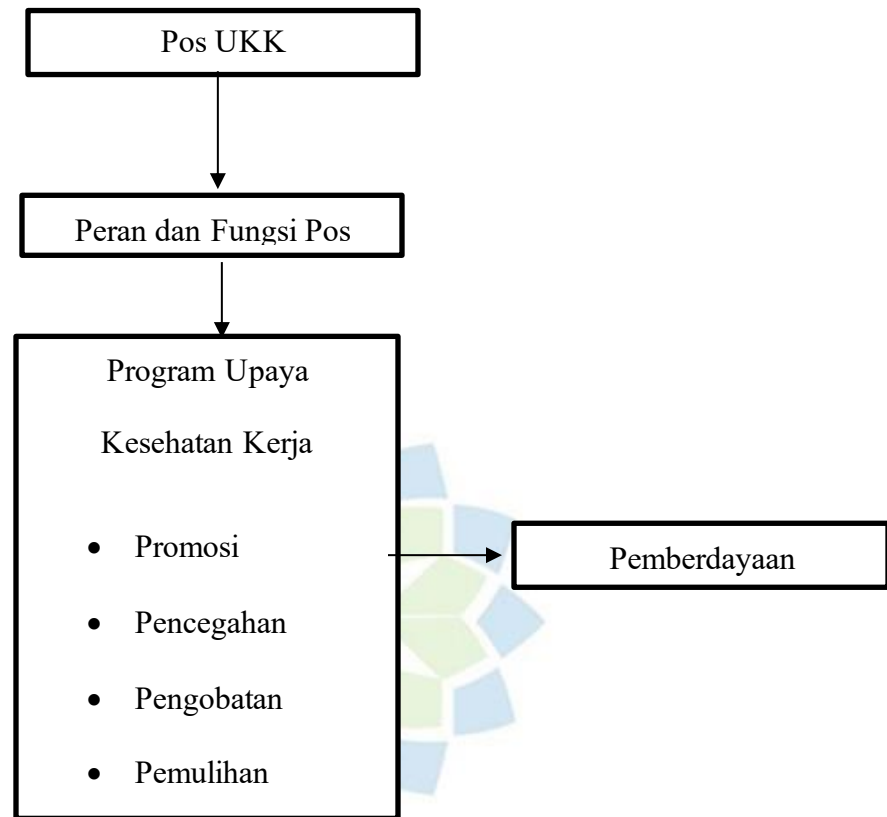 Pos UKK
Peran dan Fungsi Pos
Program Upaya
Kesehatan Kerja
• Promosi
• Pencegahan
• Pengobatan
• Pemulihan
Pemberdayaan